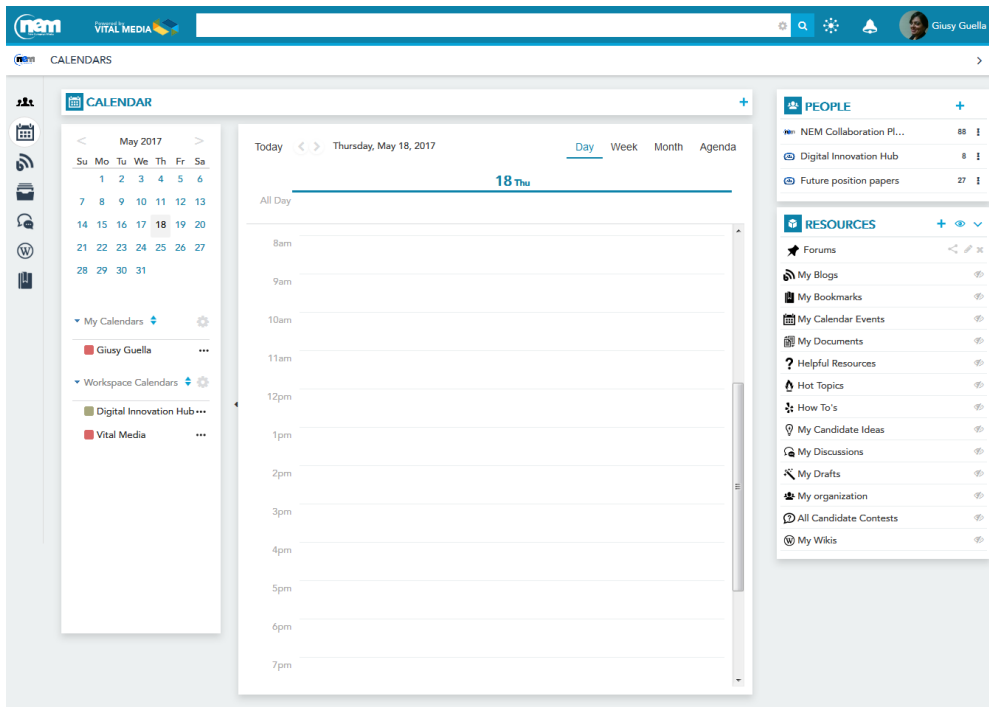 nem
Powered by
VITAL MEDIA
Giusy Guella
nem CALENDARS
CALENDAR
May 2017
Su Mo Tu We Th Fr Sa
1 2 3 4 5 6
7 8 9 10 11 12 13
14 15 16 17 18 19 20
21 22 23 24 25 26 27
28 29 30 31
My Calendars
Giusy Guella
Workspace Calendars
Digital Innovation Hub
Vital Media
Today
Thursday, May 18, 2017
Day Week Month Agenda
18 Thu
All Day
8am
9am
10am
11am
12pm
1pm
2pm
3pm
4pm
5pm
6pm
7pm
PEOPLE
NEM Collaboration Pl... 88
Digital Innovation Hub 8
Future position papers 27
RESOURCES
Forums
My Blogs
My Bookmarks
My Calendar Events
My Documents
Helpful Resources
Hot Topics
How To's
My Candidate Ideas
My Discussions
My Drafts
My organization
All Candidate Contests
My Wikis